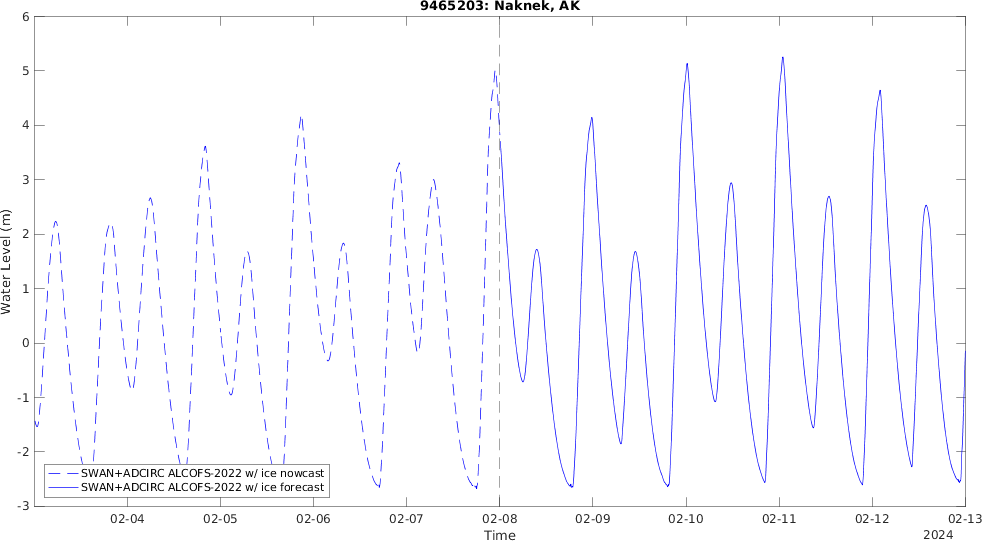 9465203: Naknek, AK
6
5
4
3
2
1
0
-1
-2
-3
Water Level (m)
SWAN+ADCIRC ALCOFS-2022 w/ ice nowcast
SWAN+ADCIRC ALCOFS-2022 w/ ice forecast
02-04 02-05 02-06 02-07 02-08 02-09 02-10 02-11 02-12 02-13
Time
2024